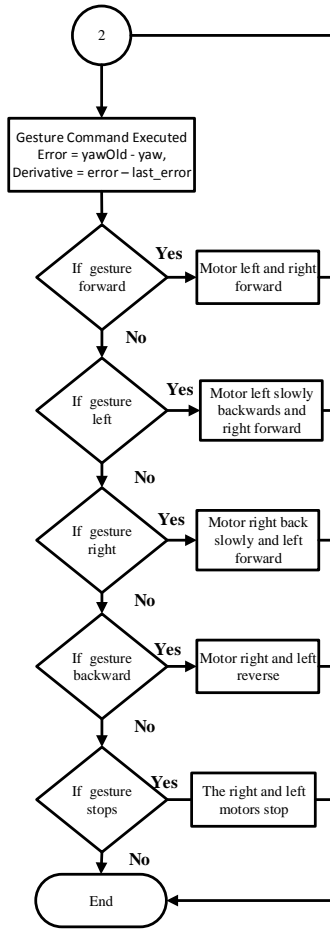 2
Gesture Command Executed
Error = yawOld - yaw,
Derivative = error – last_error
If gesture
forward
Yes
Motor left and right
forward
No
If gesture
left
Yes
Motor left slowly
backwards and
right forward
No
If gesture
right
Yes
Motor right back
slowly and left
forward
No
If gesture
backward
Yes
Motor right and left
reverse
No
If gesture
stops
Yes
The right and left
motors stop
No
End